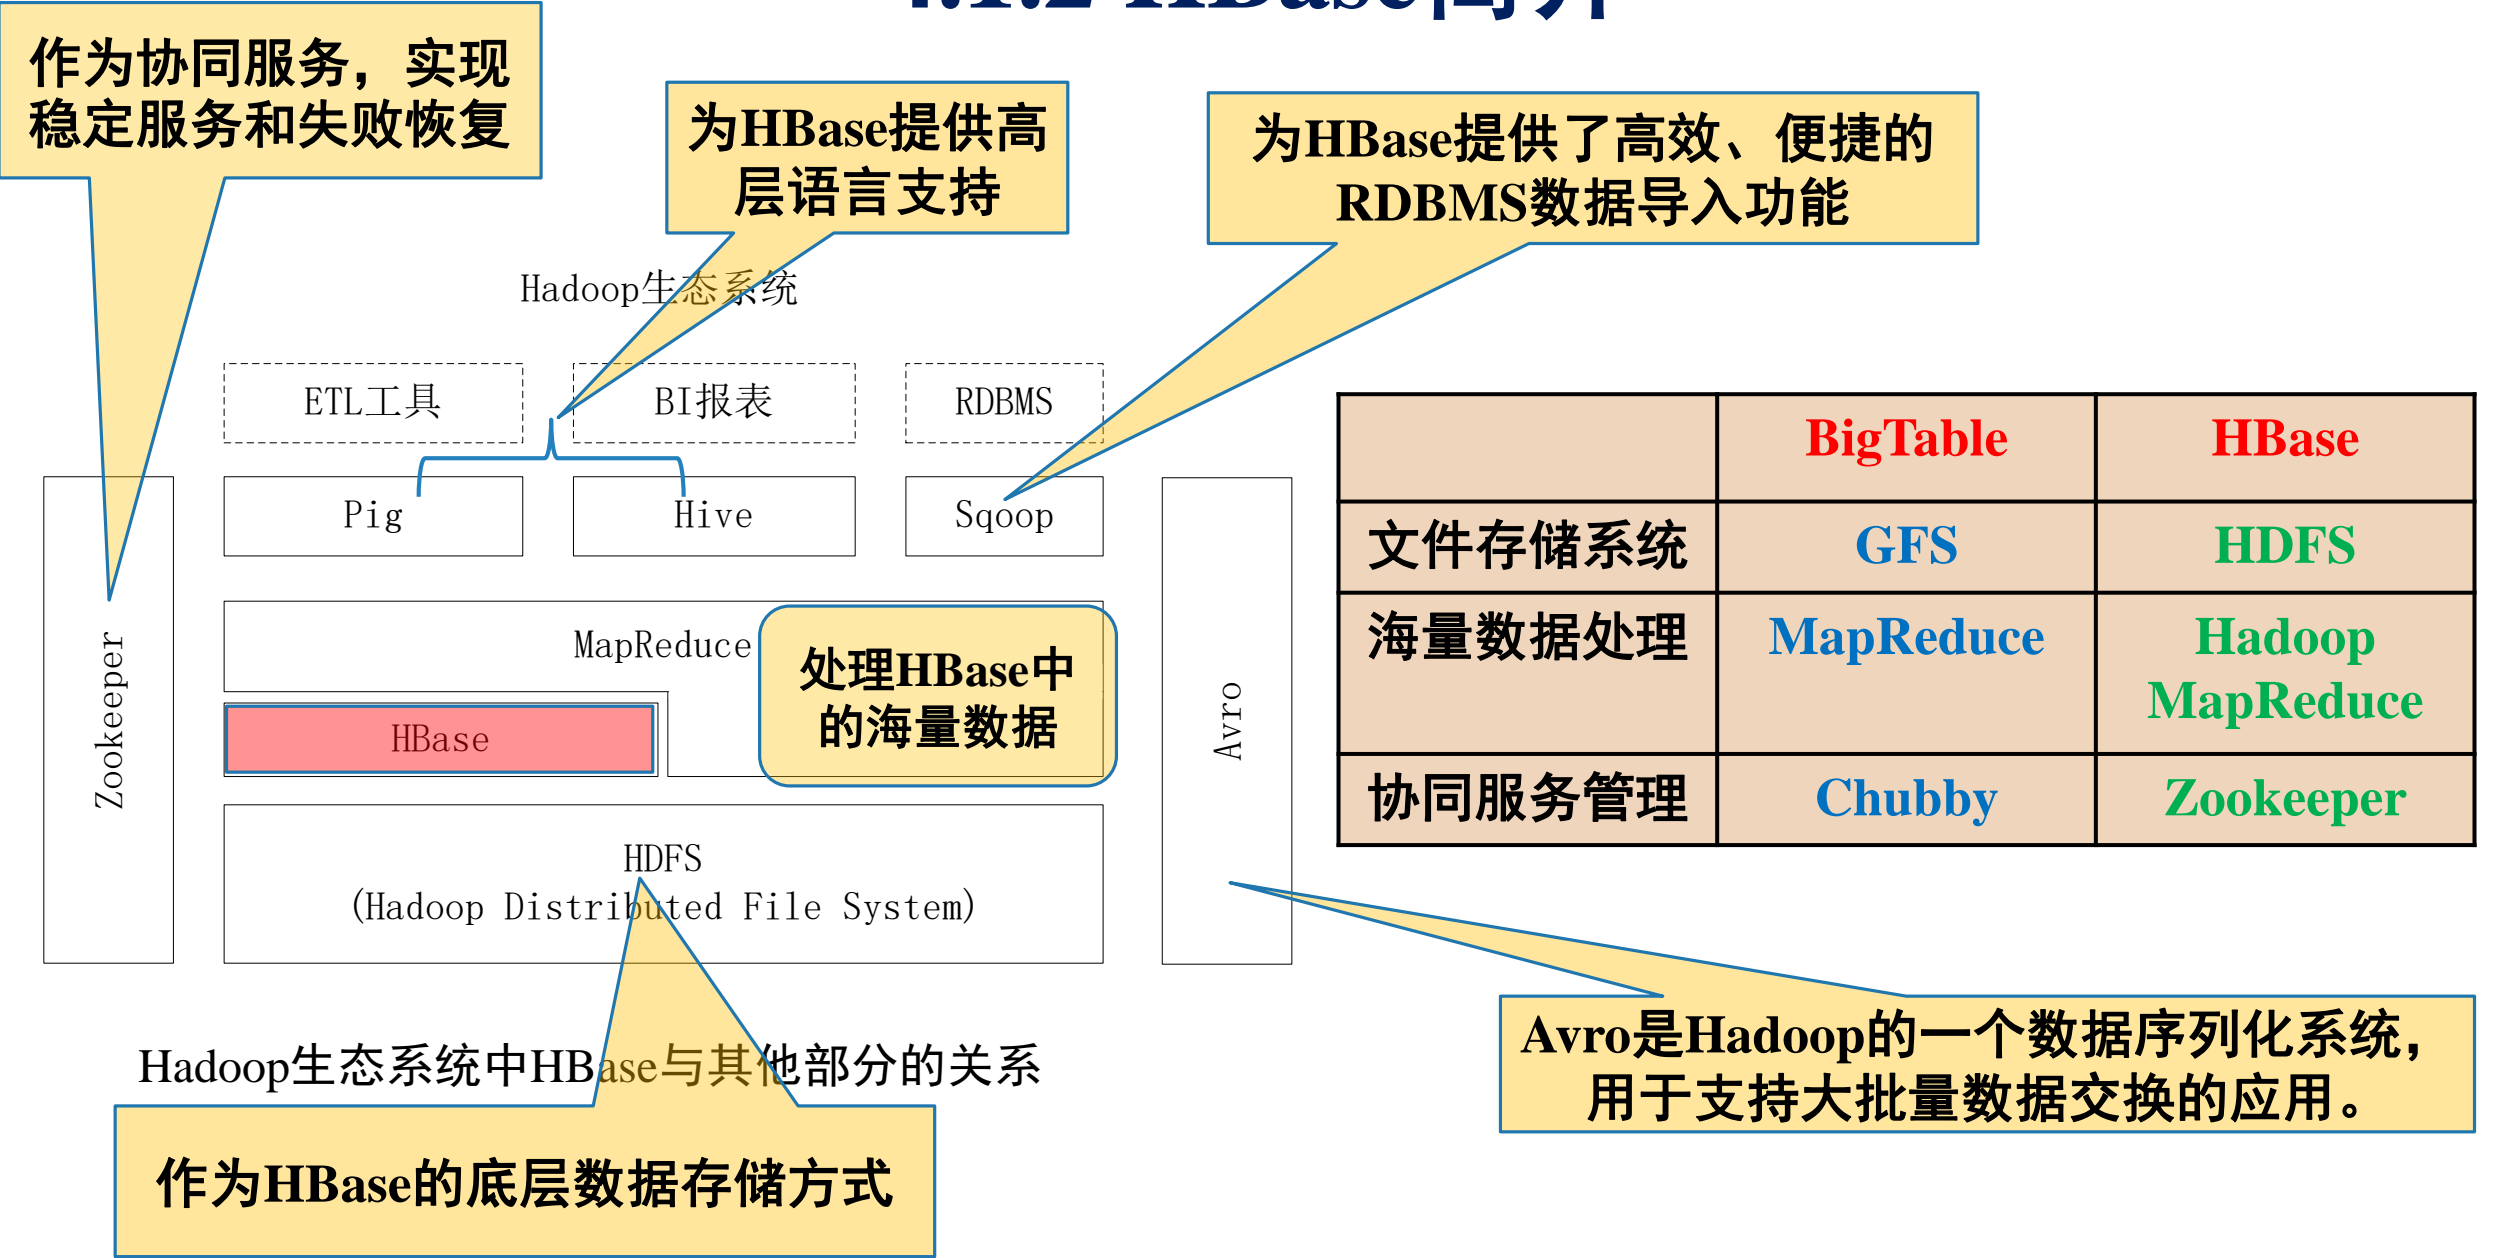 4.1.2 HBase简介
作为协同服务，实现
稳定服务和失败恢复
为HBase提供高
层语言支持
为HBase提供了高效、便捷的
RDBMS数据导入功能
Hadoop生态系统
ETL工具
BI报表
RDBMS
Pig
Hive
Sqoop
Zookeeper
MapReduce
处理HBase中
的海量数据
HBase
Avro
HDFS
(Hadoop Distributed File System)
BigTable HBase
文件存储系统 GFS HDFS
海量数据处理 MapReduce Hadoop
MapReduce
协同服务管理 Chubby Zookeeper
Hadoop生态系统中HBase与其他部分的关系
Avro是Hadoop的一个数据序列化系统，
用于支持大批量数据交换的应用。
作为HBase的底层数据存储方式